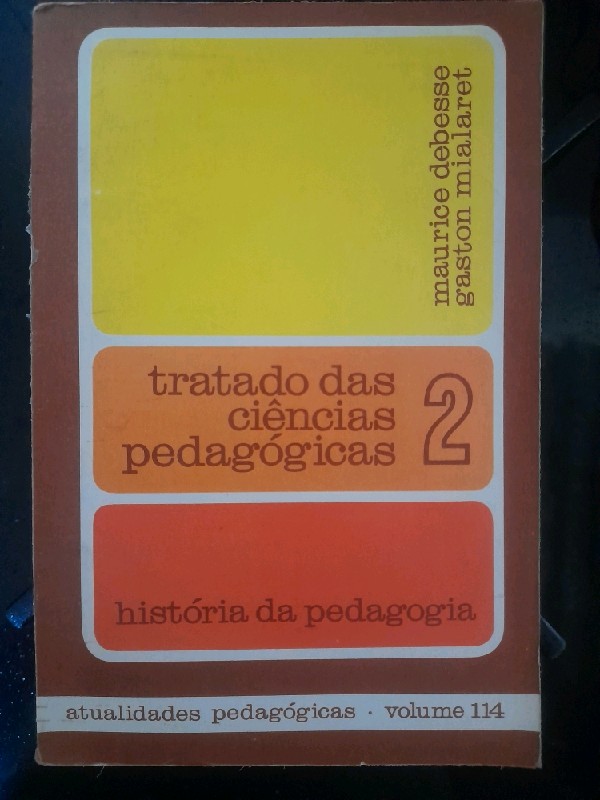 maurice debesse
gaston mialaret
tratado das
ciências
pedagógicas
2
história da pedagogia
atualidades pedagógicas · volume 114